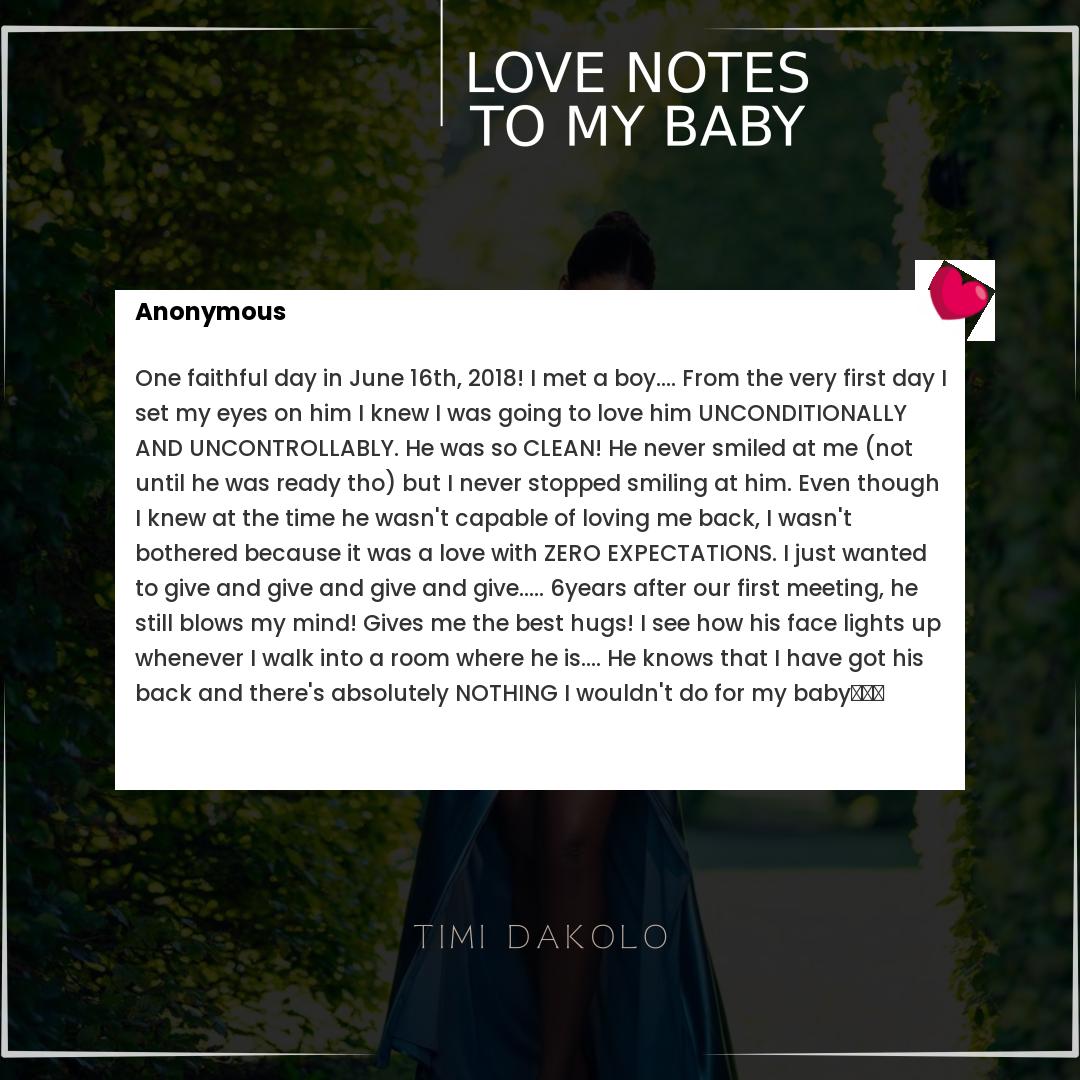 LOVE NOTES
TO MY BABY
Anonymous
One faithful day in June 16th, 2018! I met a boy.... From the very first day I
set my eyes on him I knew I was going to love him UNCONDITIONALLY
AND UNCONTROLLABLY. He was so CLEAN! He never smiled at me (not
until he was ready tho) but I never stopped smiling at him. Even though
I knew at the time he wasn't capable of loving me back, I wasn't
bothered because it was a love with ZERO EXPECTATIONS. I just wanted
to give and give and give and give..... 6years after our first meeting, he
still blows my mind! Gives me the best hugs! I see how his face lights up
whenever I walk into a room where he is.... He knows that I have got his
back and there's absolutely NOTHING I wouldn't do for my baby
TIMI DAKOLO